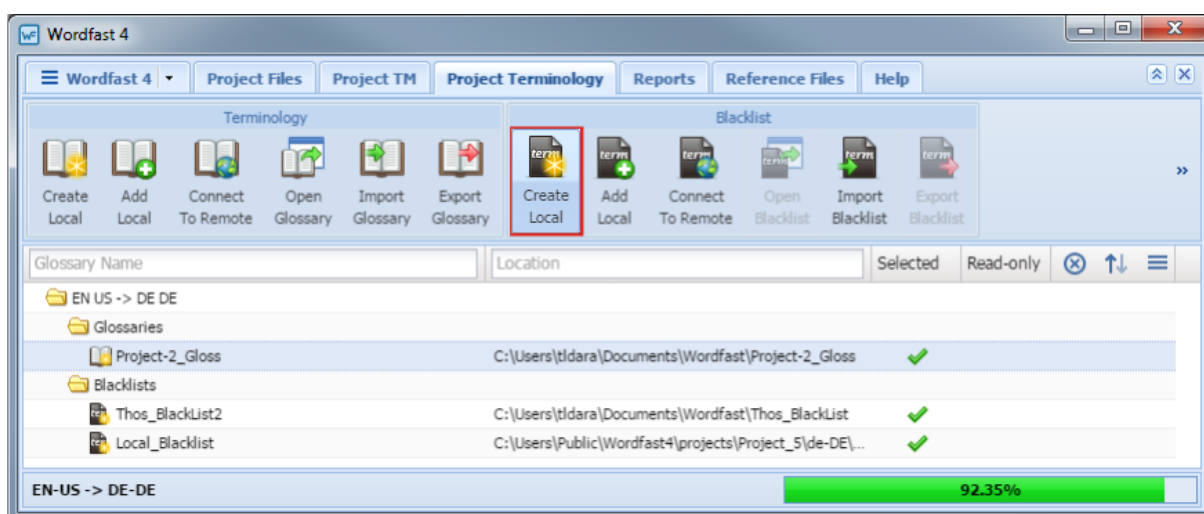 Wordfast 4
Wordfast 4 Project Files Project TM Project Terminology Reports Reference Files Help
Terminology Blacklist
Create Local
Add Local
Connect To Remote
Open Glossary
Import Glossary
Export Glossary
Create Local
Add Local
Connect To Remote
Open Blacklist
Import Blacklist
Export Blacklist
Glossary Name Location Selected Read-only
EN US -> DE DE
Glossaries
Project-2_Gloss C:\Users\tldara\Documents\Wordfast\Project-2_Gloss
Blacklists
Thos_BlackList2 C:\Users\tldara\Documents\Wordfast\Thos_BlackList
Local_Blacklist C:\Users\Public\Wordfast4\projects\Project_5\de-DE\...
EN-US -> DE-DE 92.35%